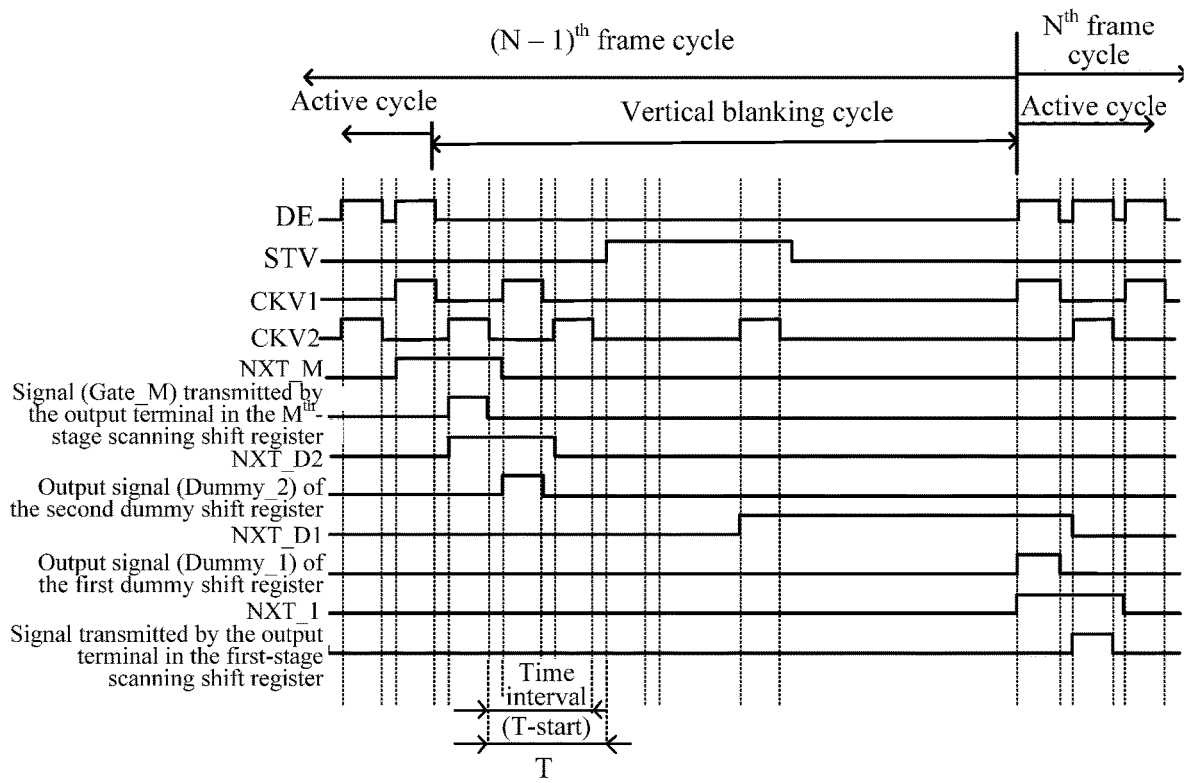 (N – 1)th frame cycle
Nth frame
cycle
Active cycle
Vertical blanking cycle
Active cycle
DE
STV
CKV1
CKV2
NXT_M
Signal (Gate_M) transmitted by
the output terminal in the Mth-
stage scanning shift register
NXT_D2
Output signal (Dummy_2) of
the second dummy shift register
NXT_D1
Output signal (Dummy_1) of
the first dummy shift register
NXT_1
Signal transmitted by the output
terminal in the first-stage
scanning shift register
Time
interval
(T-start)
T